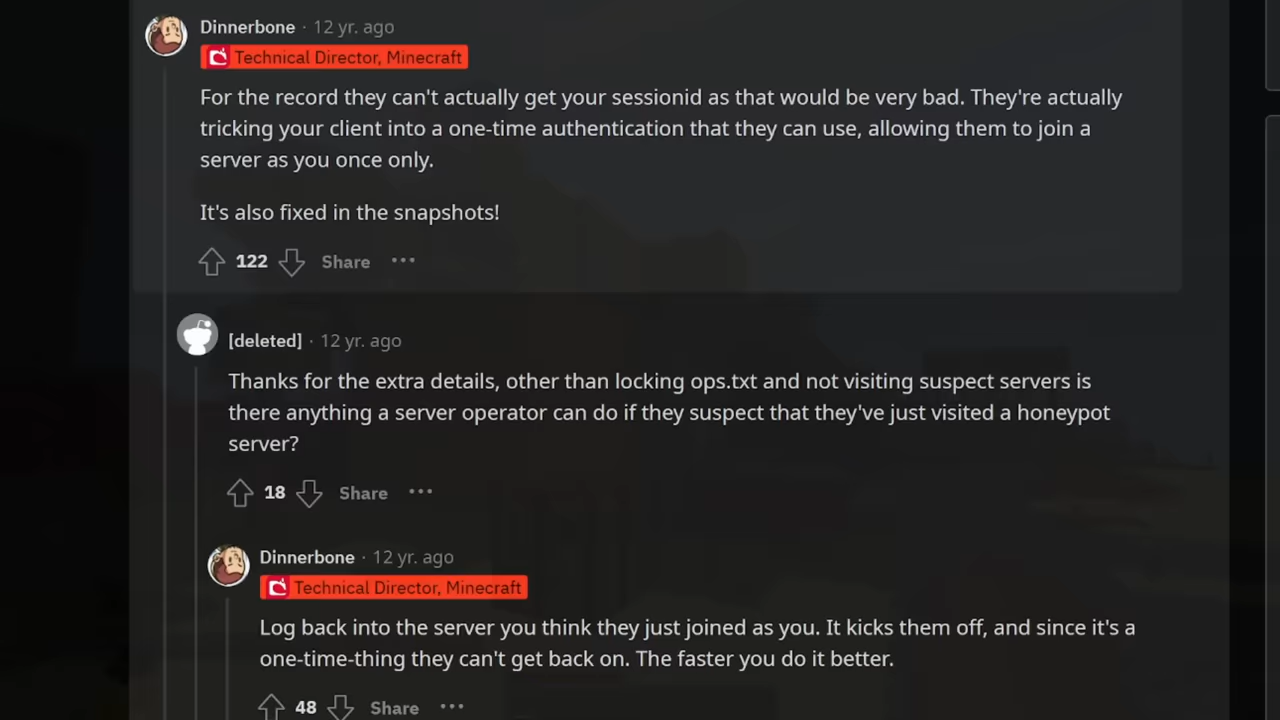 Dinnerbone · 12 yr. ago
Technical Director, Minecraft
For the record they can't actually get your sessionid as that would be very bad. They're actually
tricking your client into a one-time authentication that they can use, allowing them to join a
server as you once only.
It's also fixed in the snapshots!
122 Share
[deleted] · 12 yr. ago
Thanks for the extra details, other than locking ops.txt and not visiting suspect servers is
there anything a server operator can do if they suspect that they've just visited a honeypot
server?
18 Share
Dinnerbone · 12 yr. ago
Technical Director, Minecraft
Log back into the server you think they just joined as you. It kicks them off, and since it's a
one-time-thing they can't get back on. The faster you do it better.
48 Share